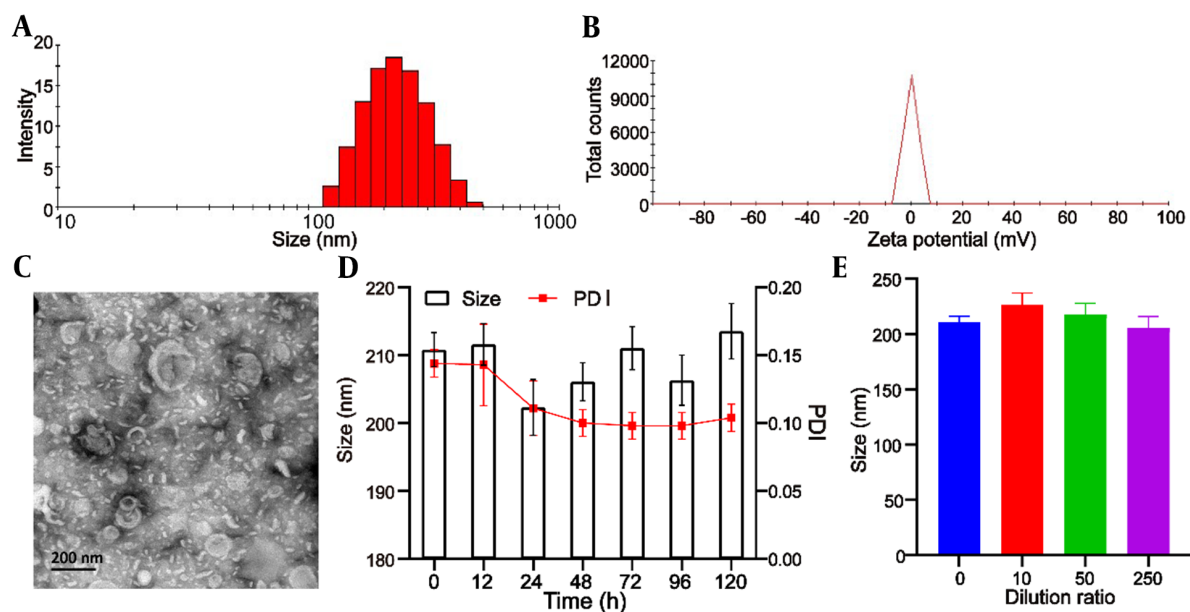 A
20
15
10
5
0
Intensity
10
100
1000
Size (nm)
B
12000
9000
6000
3000
0
Total counts
-80 -60 -40 -20 0 20 40 60 80 100
Zeta potential (mV)
C
200 nm
D
Size PDI
220
210
200
190
180
Size (nm)
0.20
0.15
0.10
0.05
0.00
PDI
0 12 24 48 72 96 120
Time (h)
E
250
200
150
100
50
0
Size (nm)
0 10 50 250
Dilution ratio